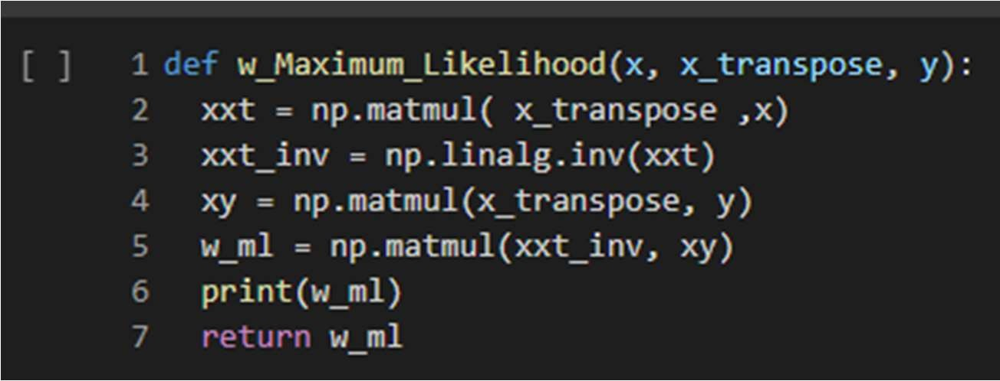 [ ] 1 def w_Maximum_Likelihood(x, x_transpose, y):
2 xxt = np.matmul( x_transpose ,x)
3 xxt_inv = np.linalg.inv(xxt)
4 xy = np.matmul(x_transpose, y)
5 w_ml = np.matmul(xxt_inv, xy)
6 print(w_ml)
7 return w_ml